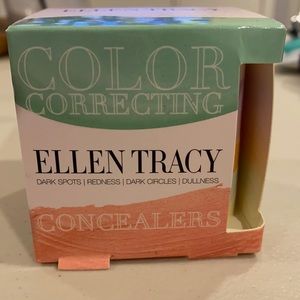 COLOR
CORRECTING
ELLEN TRACY
DARK SPOTS | REDNESS | DARK CIRCLES | DULLNESS
CONCEALERS